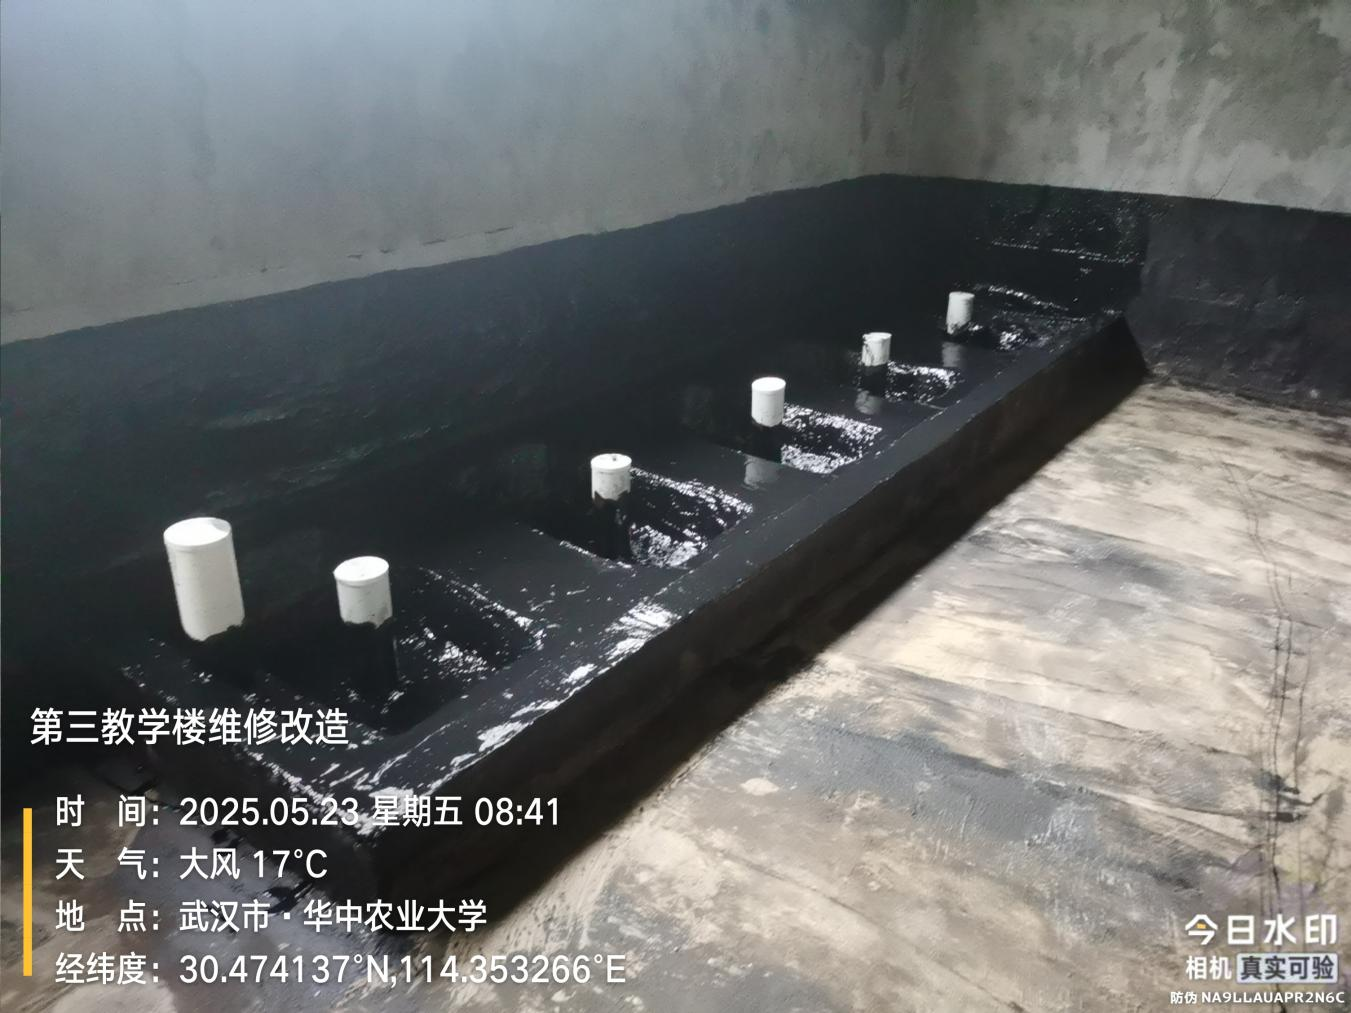 第三教学楼维修改造
时 间：2025.05.23 星期五 08:41
天 气：大风 17℃
地 点：武汉市·华中农业大学
经纬度：30.474137°N,114.353266°E
今日水印
相机 真实可验
防伪 NA9LLAUAPR2N6C